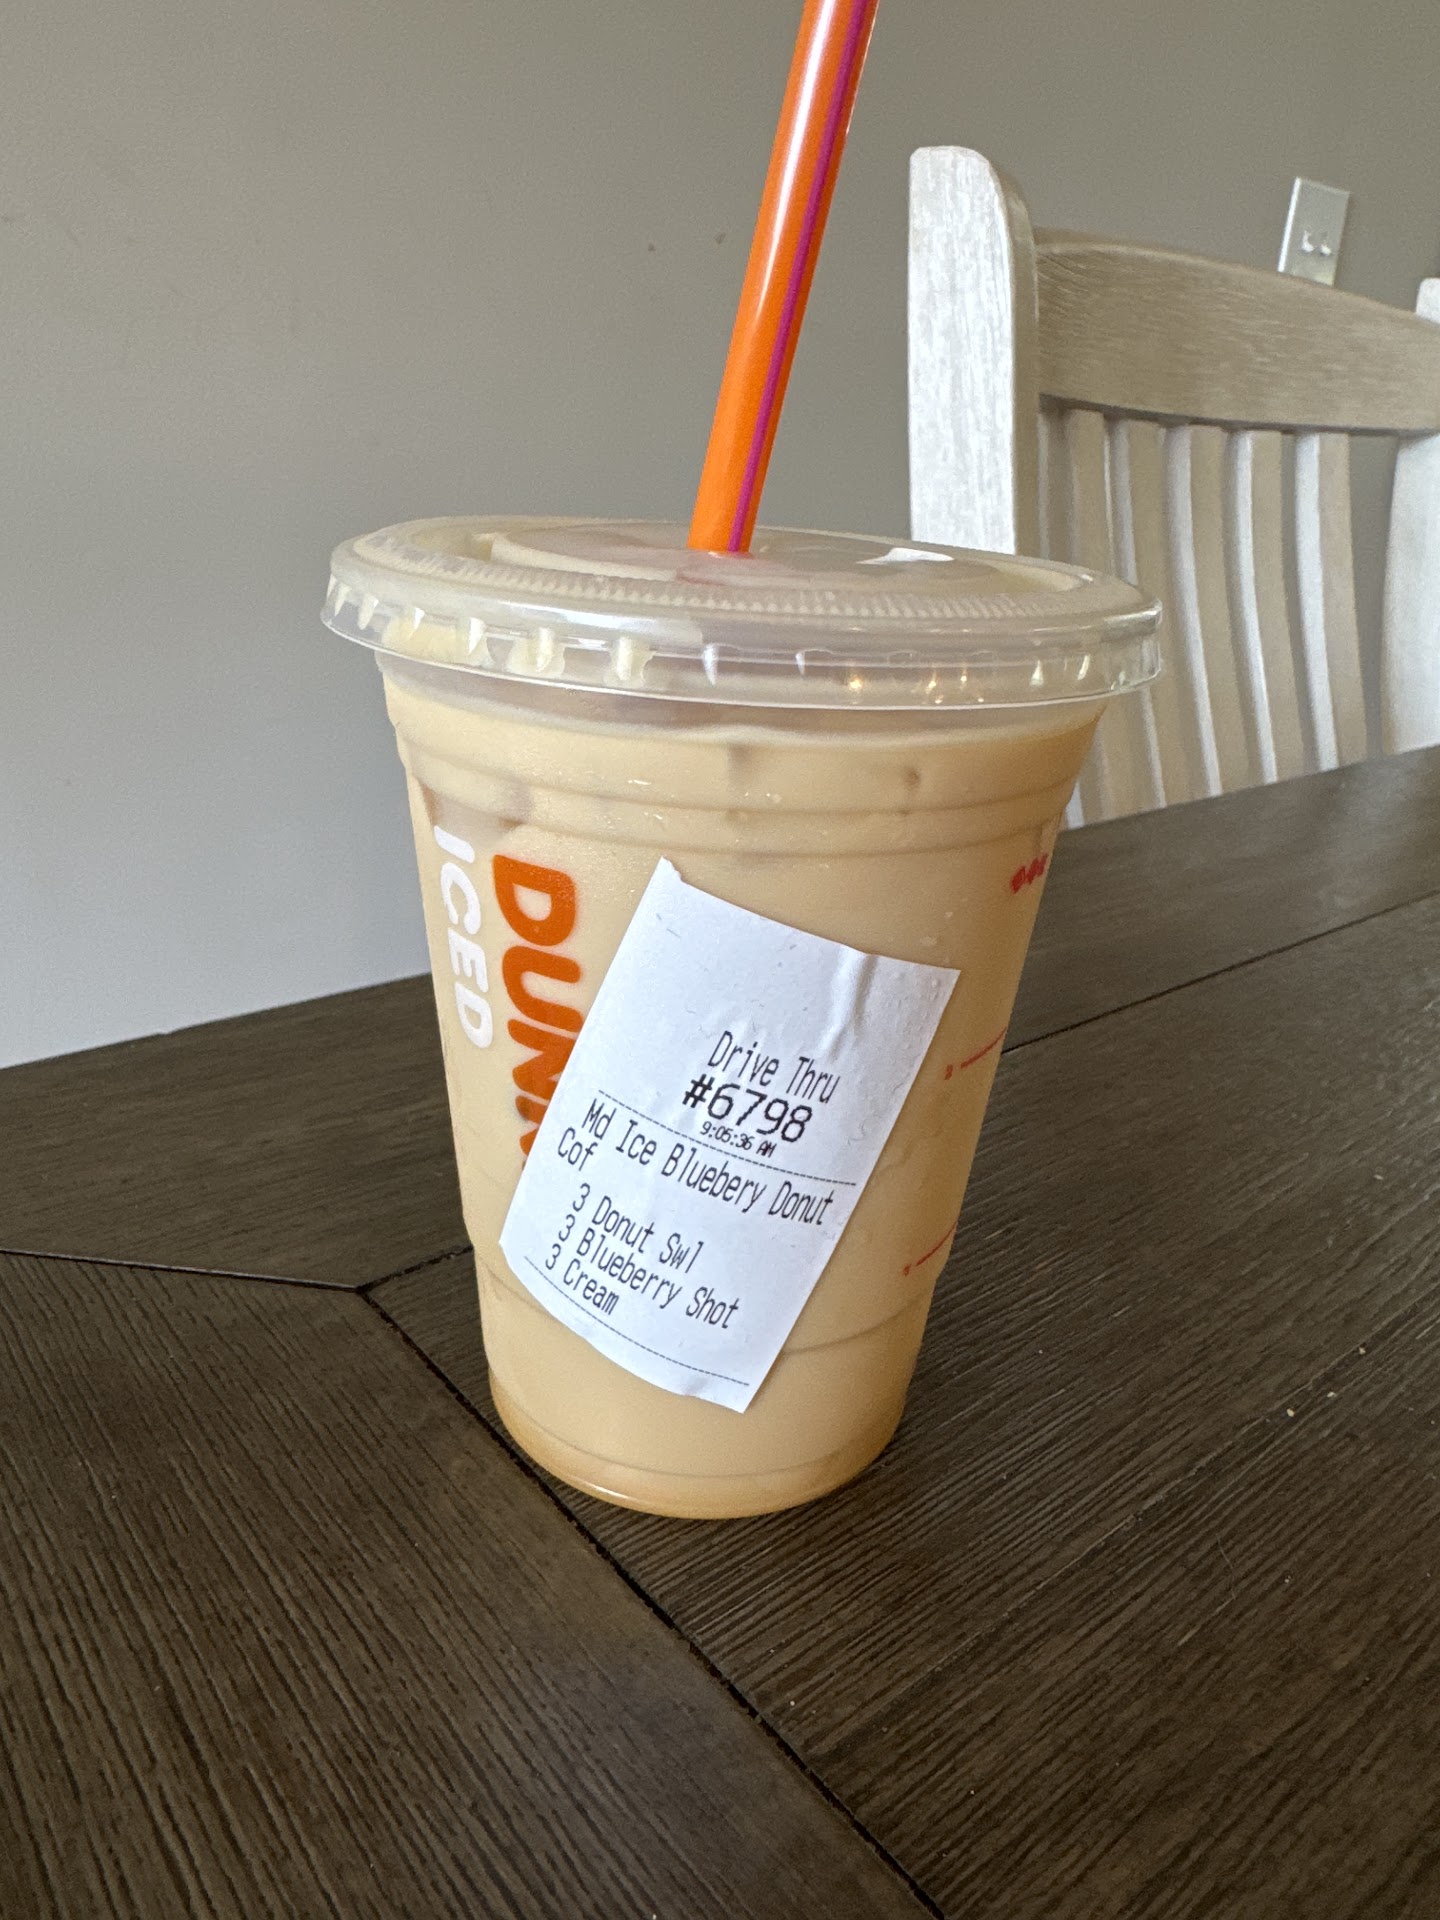 ICED
DUN
Drive Thru
#6798
9:05:36 AM
Md Ice Bluebery Donut
Cof
3 Donut Swl
3 Blueberry Shot
3 Cream